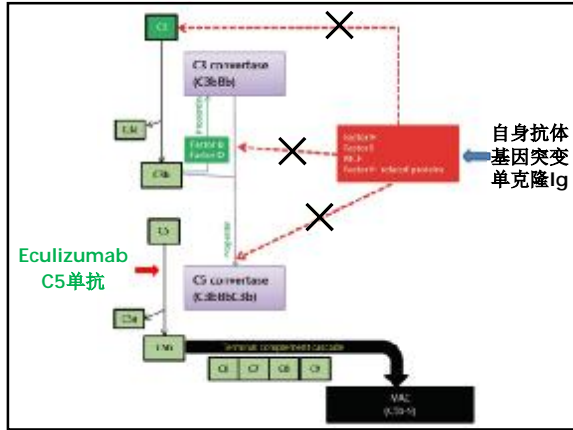 C3
C3 convertase
(C3bBb)
C3a
Factor B
Factor D
C3b
Factor H
Factor I
MCP
Factor H related proteins
自身抗体
基因突变
单克隆Ig
C5
Eculizumab
C5单抗
Properdin
C5 convertase
(C3bBbC3b)
C5a
C5b
Terminal complement cascade
C6
C7
C8
C9
MAC
(C5b-9)